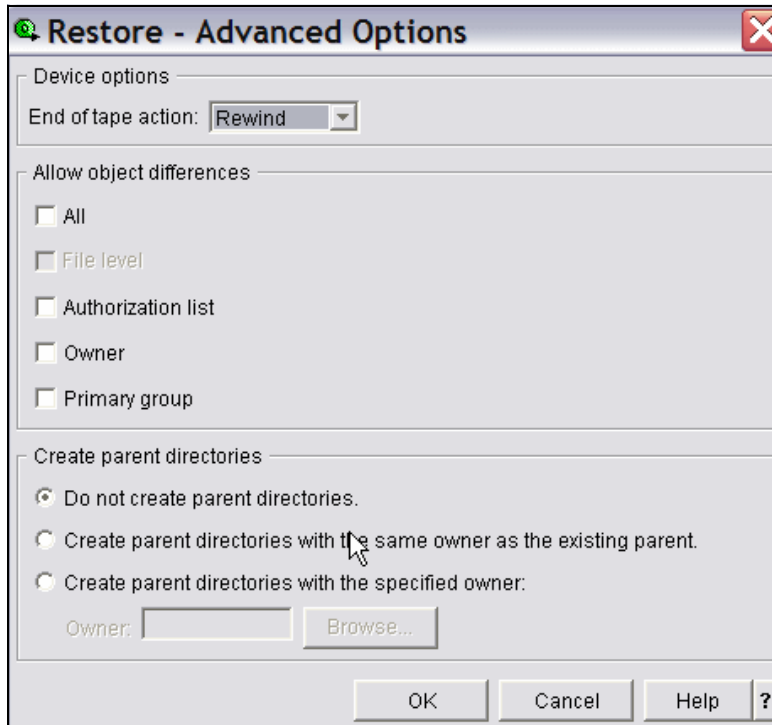 Restore - Advanced Options
Device options
End of tape action: Rewind
Allow object differences
All
File level
Authorization list
Owner
Primary group
Create parent directories
Do not create parent directories.
Create parent directories with the same owner as the existing parent.
Create parent directories with the specified owner:
Owner: Browse...
OK Cancel Help ?